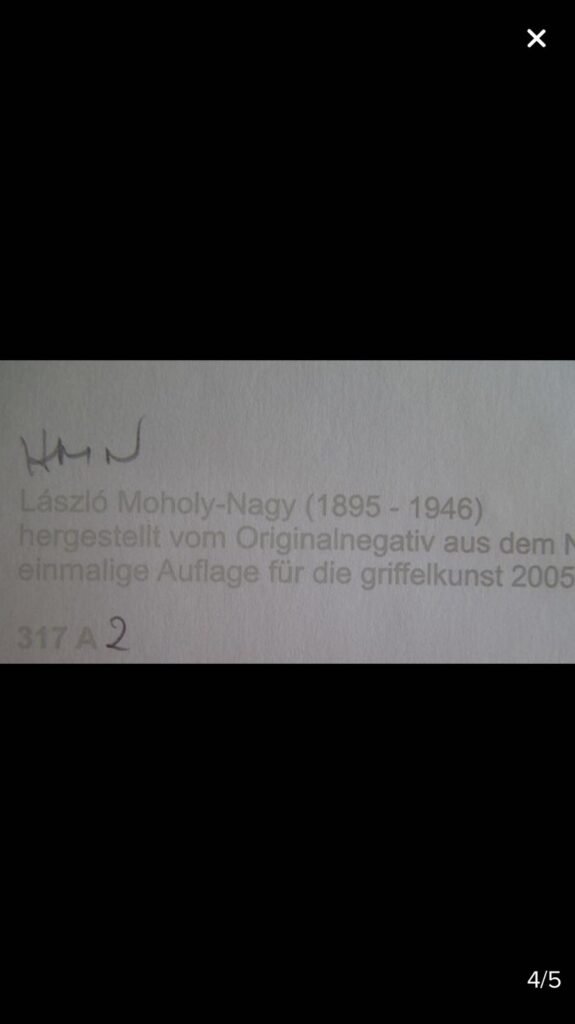 HMN
László Moholy-Nagy (1895 - 1946)
hergestellt vom Originalnegativ aus dem N
einmalige Auflage für die griffelkunst 2005
317 A 2
4/5